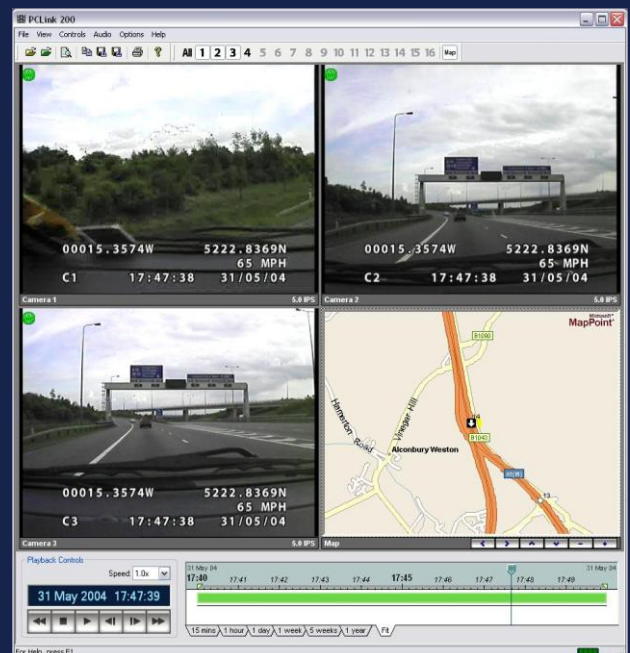 PCLink 200
File View Controls Audio Options Help
All 1 2 3 4 5 6 7 8 9 10 11 12 13 14 15 16 Map
00015.3574W 5222.8369N
65 MPH
C1 17:47:38 31/05/04
Camera 1 5.0 IPS
00015.3574W 5222.8369N
65 MPH
C2 17:47:38 31/05/04
Camera 2 5.0 IPS
00015.3574W 5222.8369N
65 MPH
C3 17:47:38 31/05/04
Camera 3 5.0 IPS
Microsoft
MapPoint
B1090
Hamerton Road
Vinegar Hill
14
B1043
Alconbury Weston
13
Map
Playback Controls
Speed: 1.0x
31 May 2004 17:47:39
31 May 04 31 May 04
17:40 17:41 17:42 17:43 17:44 17:45 17:46 17:47 17:48 17:49
15 mins 1 hour 1 day 1 week 5 weeks 1 year Fit
For Help, press F1